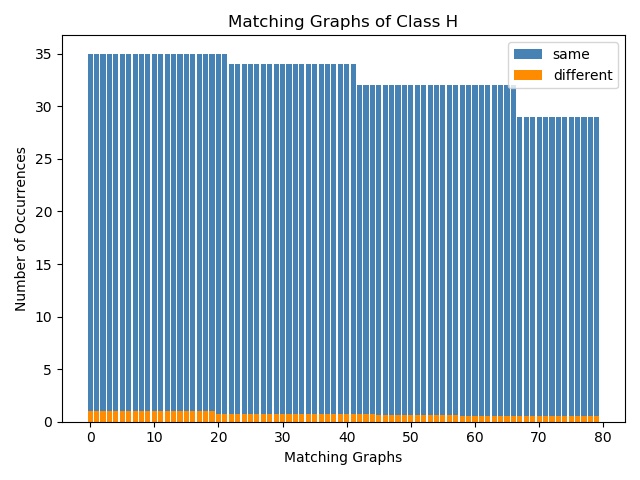 Matching Graphs of Class H
same
different
Number of Occurrences
35
30
25
20
15
10
5
0
0 10 20 30 40 50 60 70 80
Matching Graphs